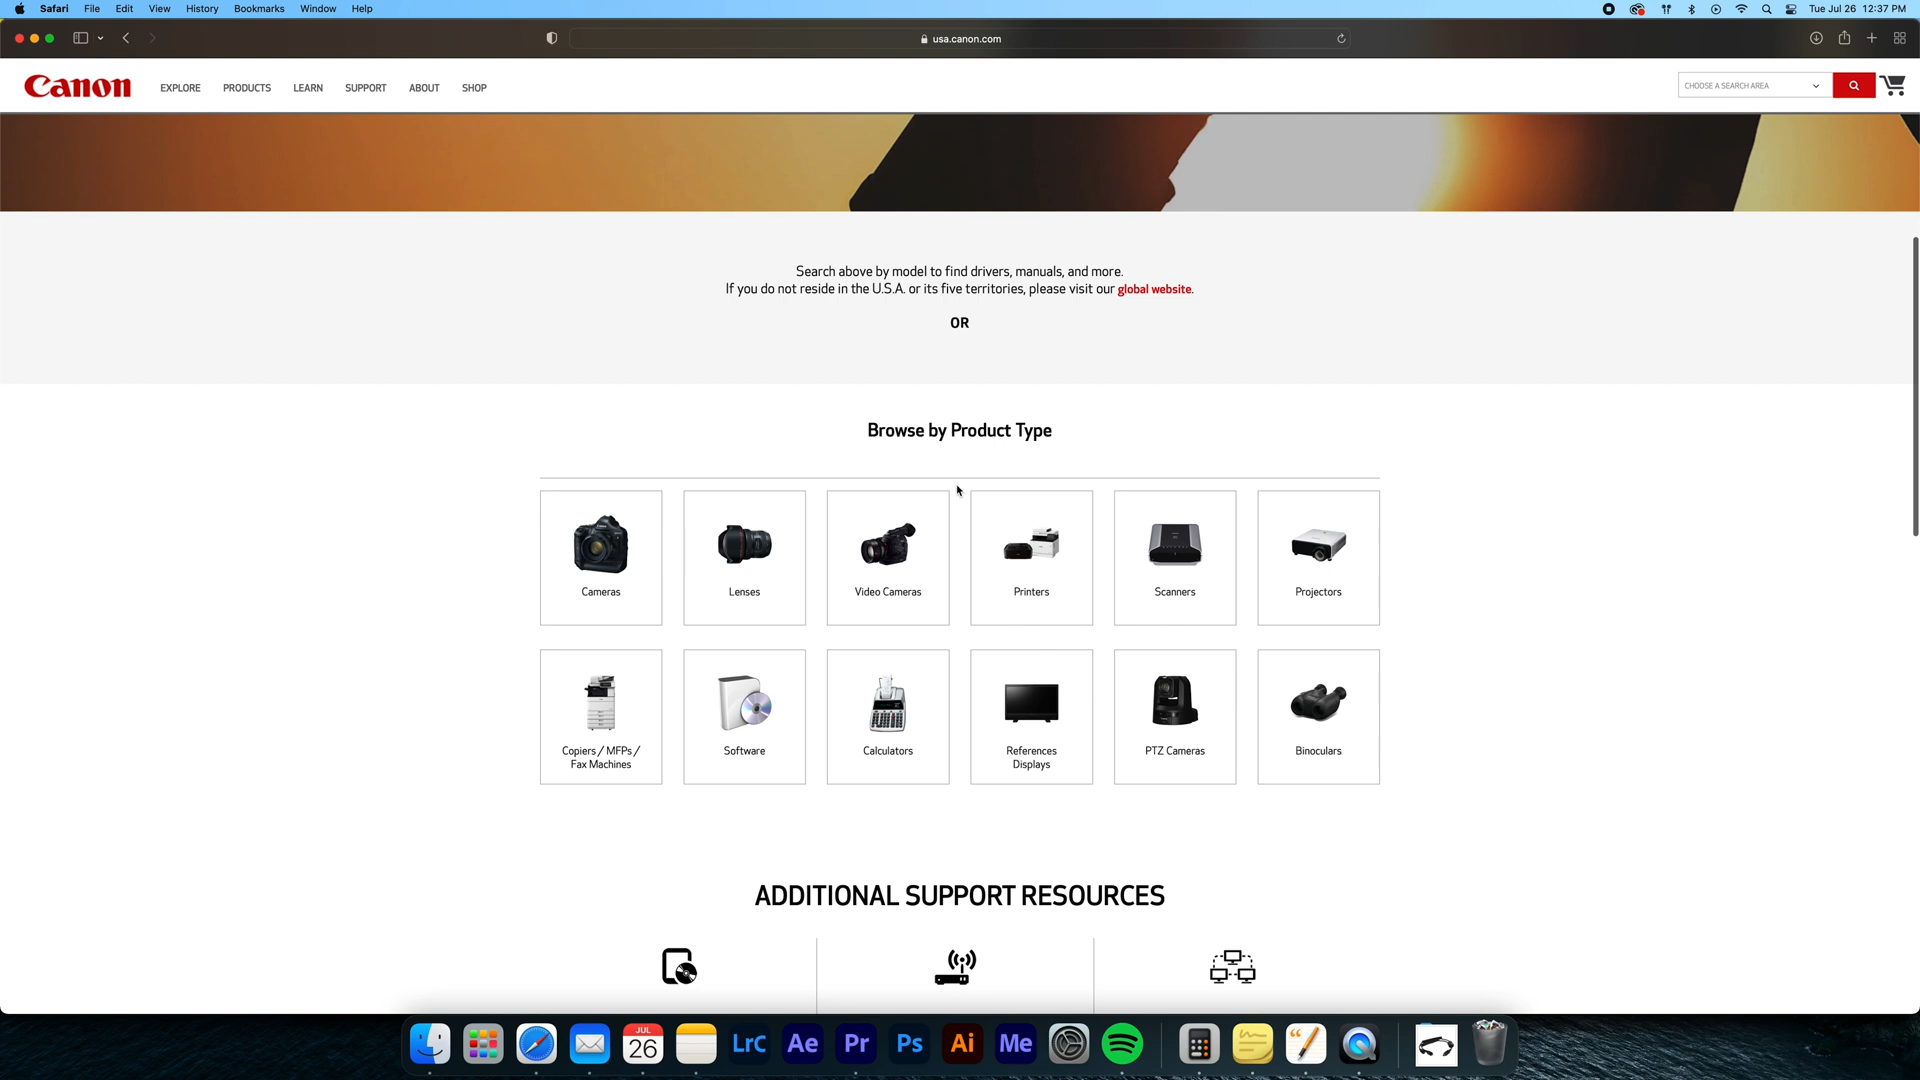 Safari File Edit View History Bookmarks Window Help
Tue Jul 26 12:37 PM
usa.canon.com
Canon
EXPLORE PRODUCTS LEARN SUPPORT ABOUT SHOP
CHOOSE A SEARCH AREA
Search above by model to find drivers, manuals, and more.
If you do not reside in the U.S.A. or its five territories, please visit our global website.
OR
Browse by Product Type
Cameras
Lenses
Video Cameras
Printers
Scanners
Projectors
Copiers / MFPs /
Fax Machines
Software
Calculators
References
Displays
PTZ Cameras
Binoculars
ADDITIONAL SUPPORT RESOURCES
JUL
26
LrC
Ae
Pr
Ps
Ai
Me